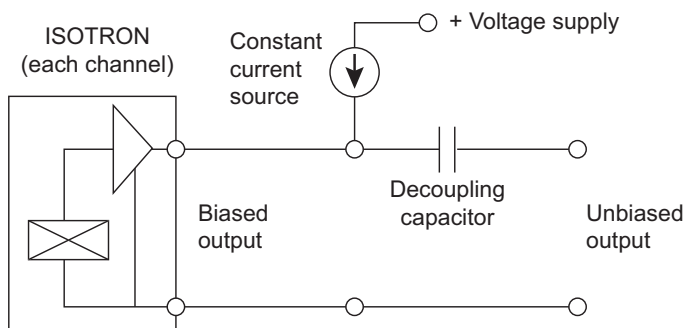 ISOTRON
(each channel)
Constant
current
source
+ Voltage supply
Biased
output
Decoupling
capacitor
Unbiased
output